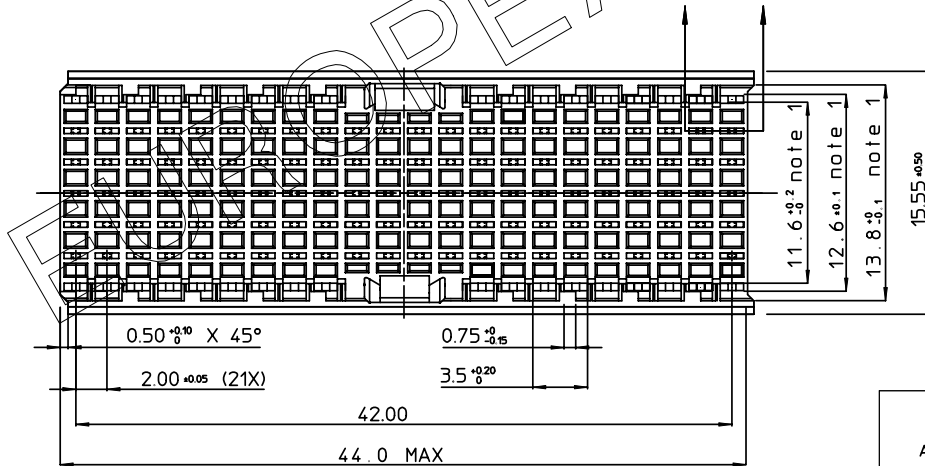 EUROPEA
11.6 +0.2 -0 note 1
12.6 ±0.1 note 1
13.8 +0 -0.1 note 1
15.55 ±0.50
0.50 +0.10 0 X 45°
0.75 +0 -0.15
2.00 ±0.05 (21X)
3.5 +0.20 0
42.00
44.0 MAX
A